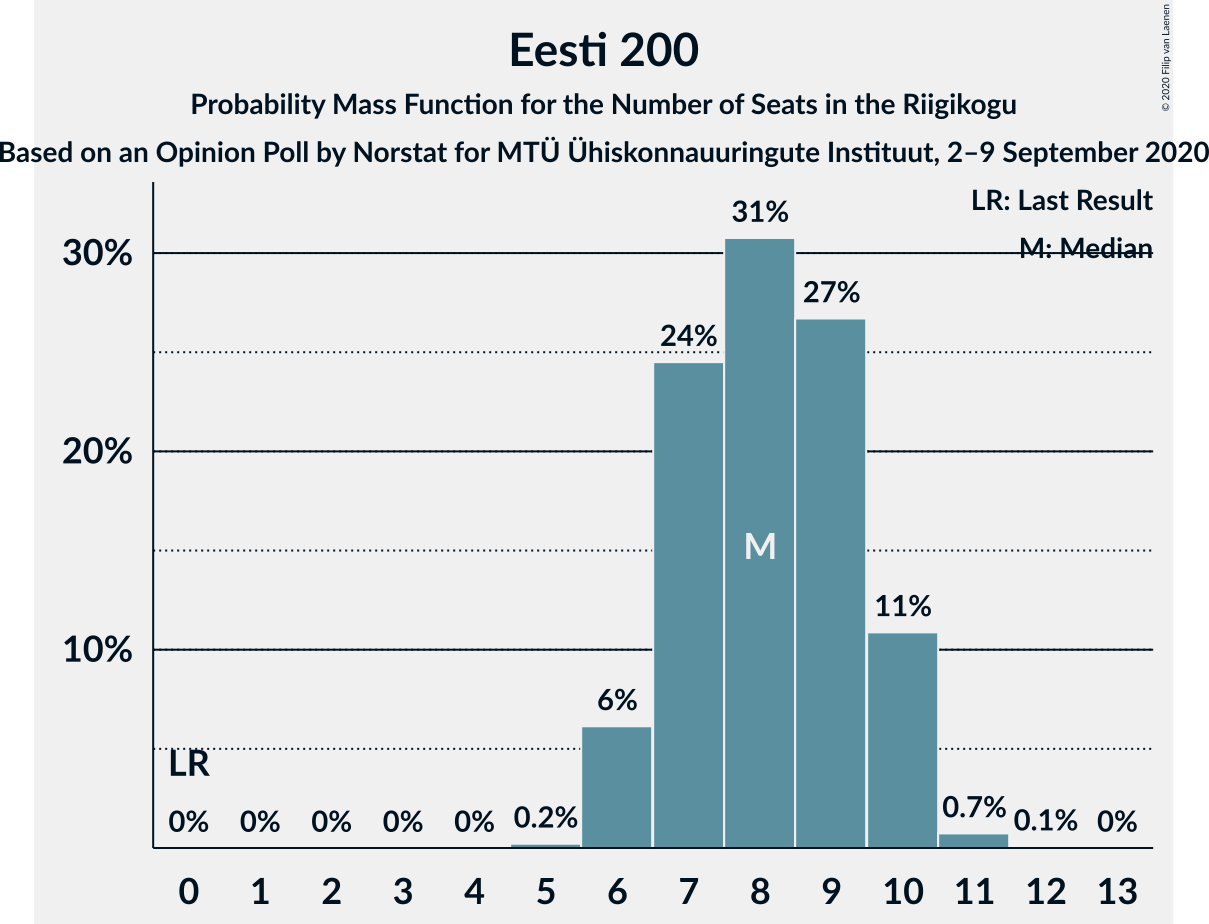 Eesti 200
Probability Mass Function for the Number of Seats in the Riigikogu
Based on an Opinion Poll by Norstat for MTÜ Ühiskonnauuringute Instituut, 2–9 September 2020
© 2020 Filip van Laenen
LR: Last Result
M: Median
31%
30%
27%
24%
20%
M
11%
10%
6%
LR
0% 0% 0% 0% 0% 0.2% 0.7% 0.1% 0%
0 1 2 3 4 5 6 7 8 9 10 11 12 13